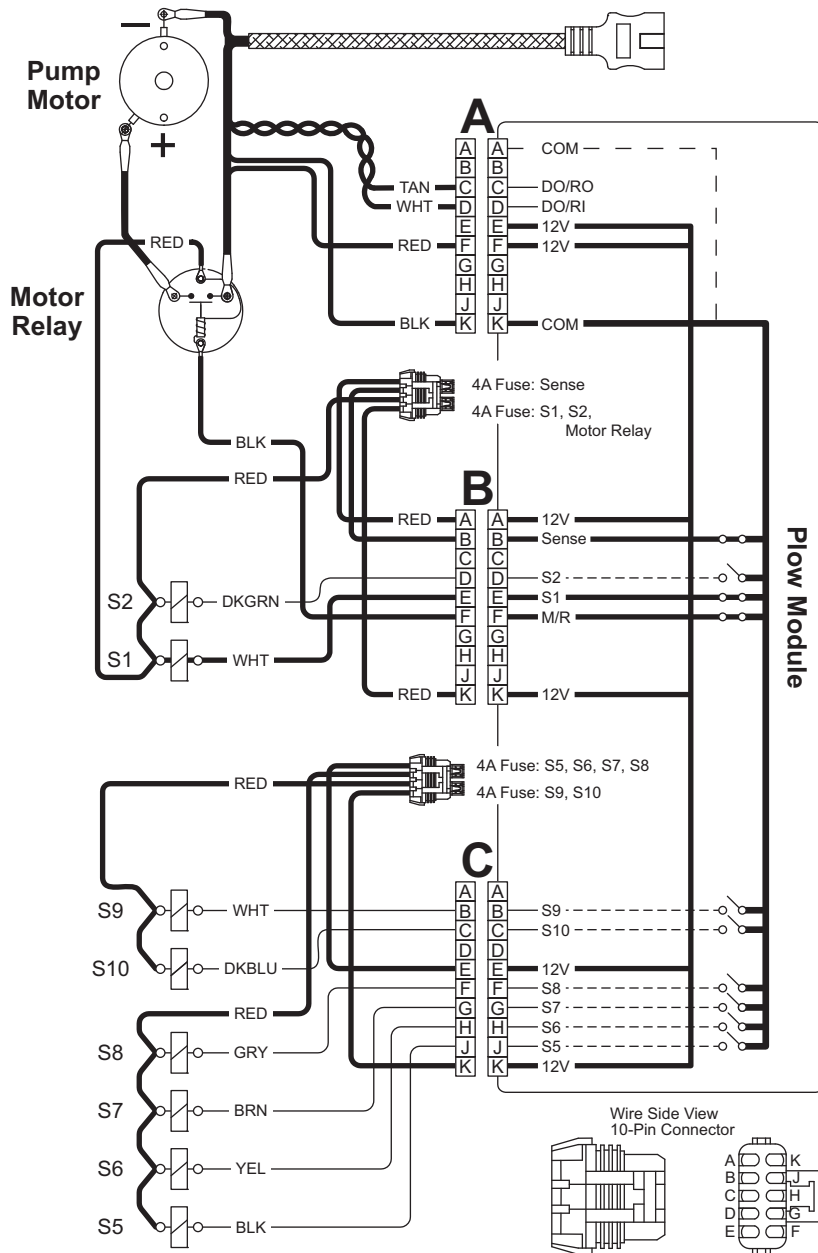 −
Pump
Motor
+
A
A A COM
B B
C C
D D
E E
F F
G G
H H
J J
K K
TAN DO/RO
WHT DO/RI
12V
RED 12V
BLK COM
RED
Motor
Relay
4A Fuse: Sense
4A Fuse: S1, S2,
Motor Relay
BLK
RED
B
RED A A 12V
B B Sense
C C
S2 DKGRN D D S2
E E S1
F F M/R
G G
H H
S1 WHT
J J
RED K K 12V
Plow Module
RED
4A Fuse: S5, S6, S7, S8
4A Fuse: S9, S10
C
A A
S9 WHT B B S9
C C S10
D D
S10 DKBLU E E 12V
F F S8
RED G G S7
H H S6
J J S5
K K 12V
S8 GRY
S7 BRN
S6 YEL
S5 BLK
Wire Side View
10-Pin Connector
A K
B J
C H
D G
E F